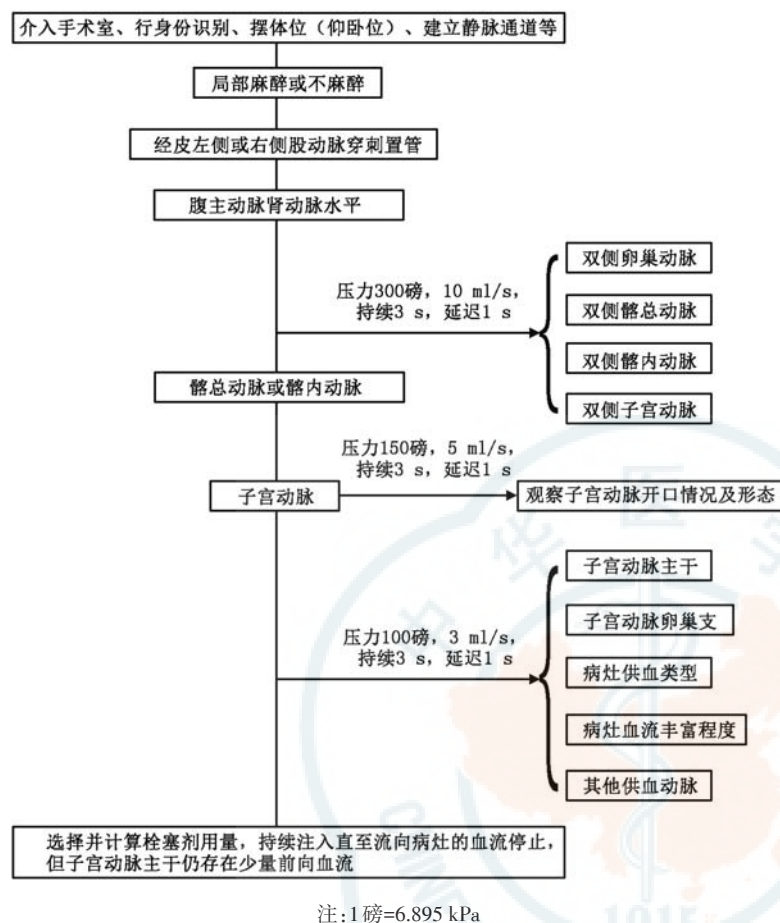 介入手术室、行身份识别、摆体位（仰卧位）、建立静脉通道等
局部麻醉或不麻醉
经皮左侧或右侧股动脉穿刺置管
腹主动脉肾动脉水平
压力300磅，10 ml/s，
持续3 s，延迟1 s
双侧卵巢动脉
双侧髂总动脉
双侧髂内动脉
双侧子宫动脉
髂总动脉或髂内动脉
压力150磅，5 ml/s，
持续3 s，延迟1 s
子宫动脉
观察子宫动脉开口情况及形态
压力100磅，3 ml/s，
持续3 s，延迟1 s
子宫动脉主干
子宫动脉卵巢支
病灶供血类型
病灶血流丰富程度
其他供血动脉
选择并计算栓塞剂用量，持续注入直至流向病灶的血流停止，
但子宫动脉主干仍存在少量前向血流
注：1磅=6.895 kPa
中华医学
1915